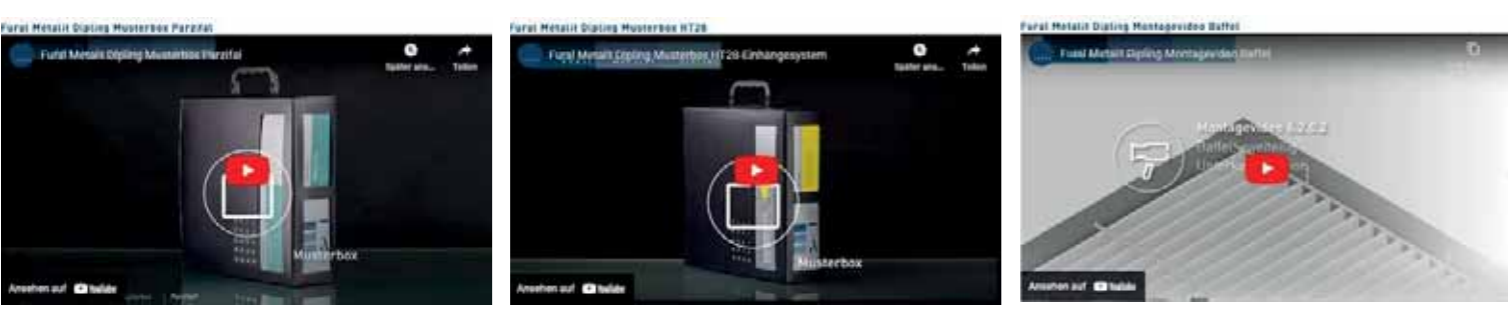 Fural Metalit Dipling Musterbox Parzifal
Fural Metalit Dipling Musterbox Parzifal
Später ans...
Teilen
Musterbox
Ansehen auf YouTube
Parzifal
Fural Metalit Dipling Musterbox HT28
Fural Metalit Dipling Musterbox HT28-Einhängesystem
Später ans...
Teilen
A
Musterbox
Ansehen auf YouTube
Fural Metalit Dipling Montagevideo Baffel
Fural Metalit Dipling Montagevideo Baffel
Montagevideo
Ansehen auf YouTube